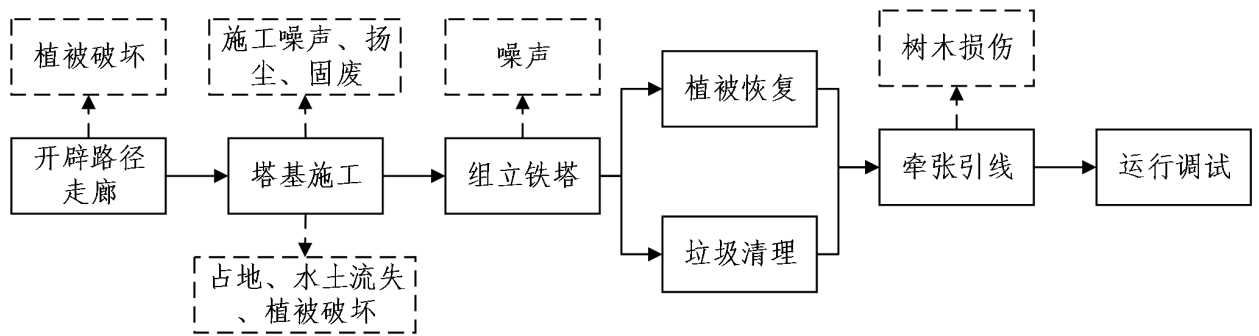 植被破坏
施工噪声、扬
尘、固废
噪声
树木损伤
植被恢复
开辟路径
走廊
塔基施工
组立铁塔
牵张引线
运行调试
垃圾清理
占地、水土流失
、植被破坏